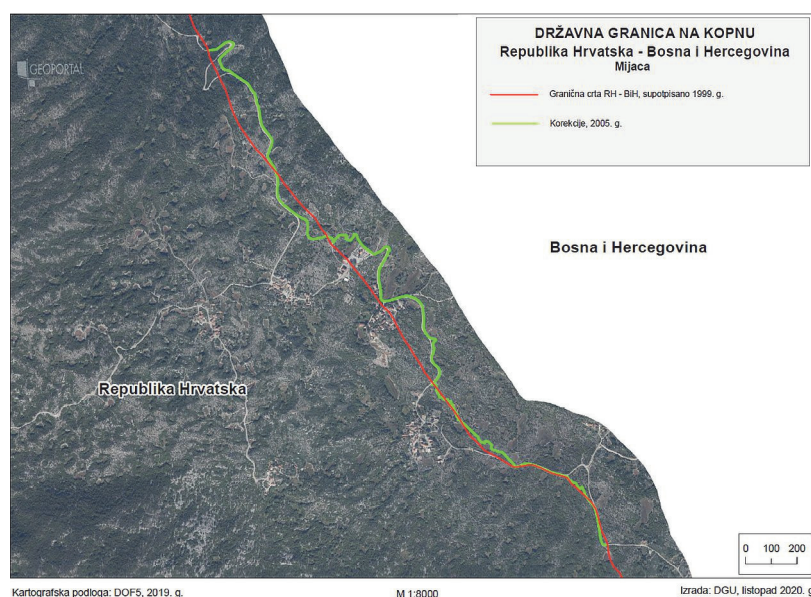 GEOPORTAL
DRŽAVNA GRANICA NA KOPNU
Republika Hrvatska - Bosna i Hercegovina
Mijaca
Granična crta RH - BiH, supotpisano 1999. g.
Korekcije, 2005. g.
Bosna i Hercegovina
Republika Hrvatska
0 100 200
Kartografska podloga: DOF5, 2019. g.
M 1:8000
Izrada: DGU, listopad 2020. g